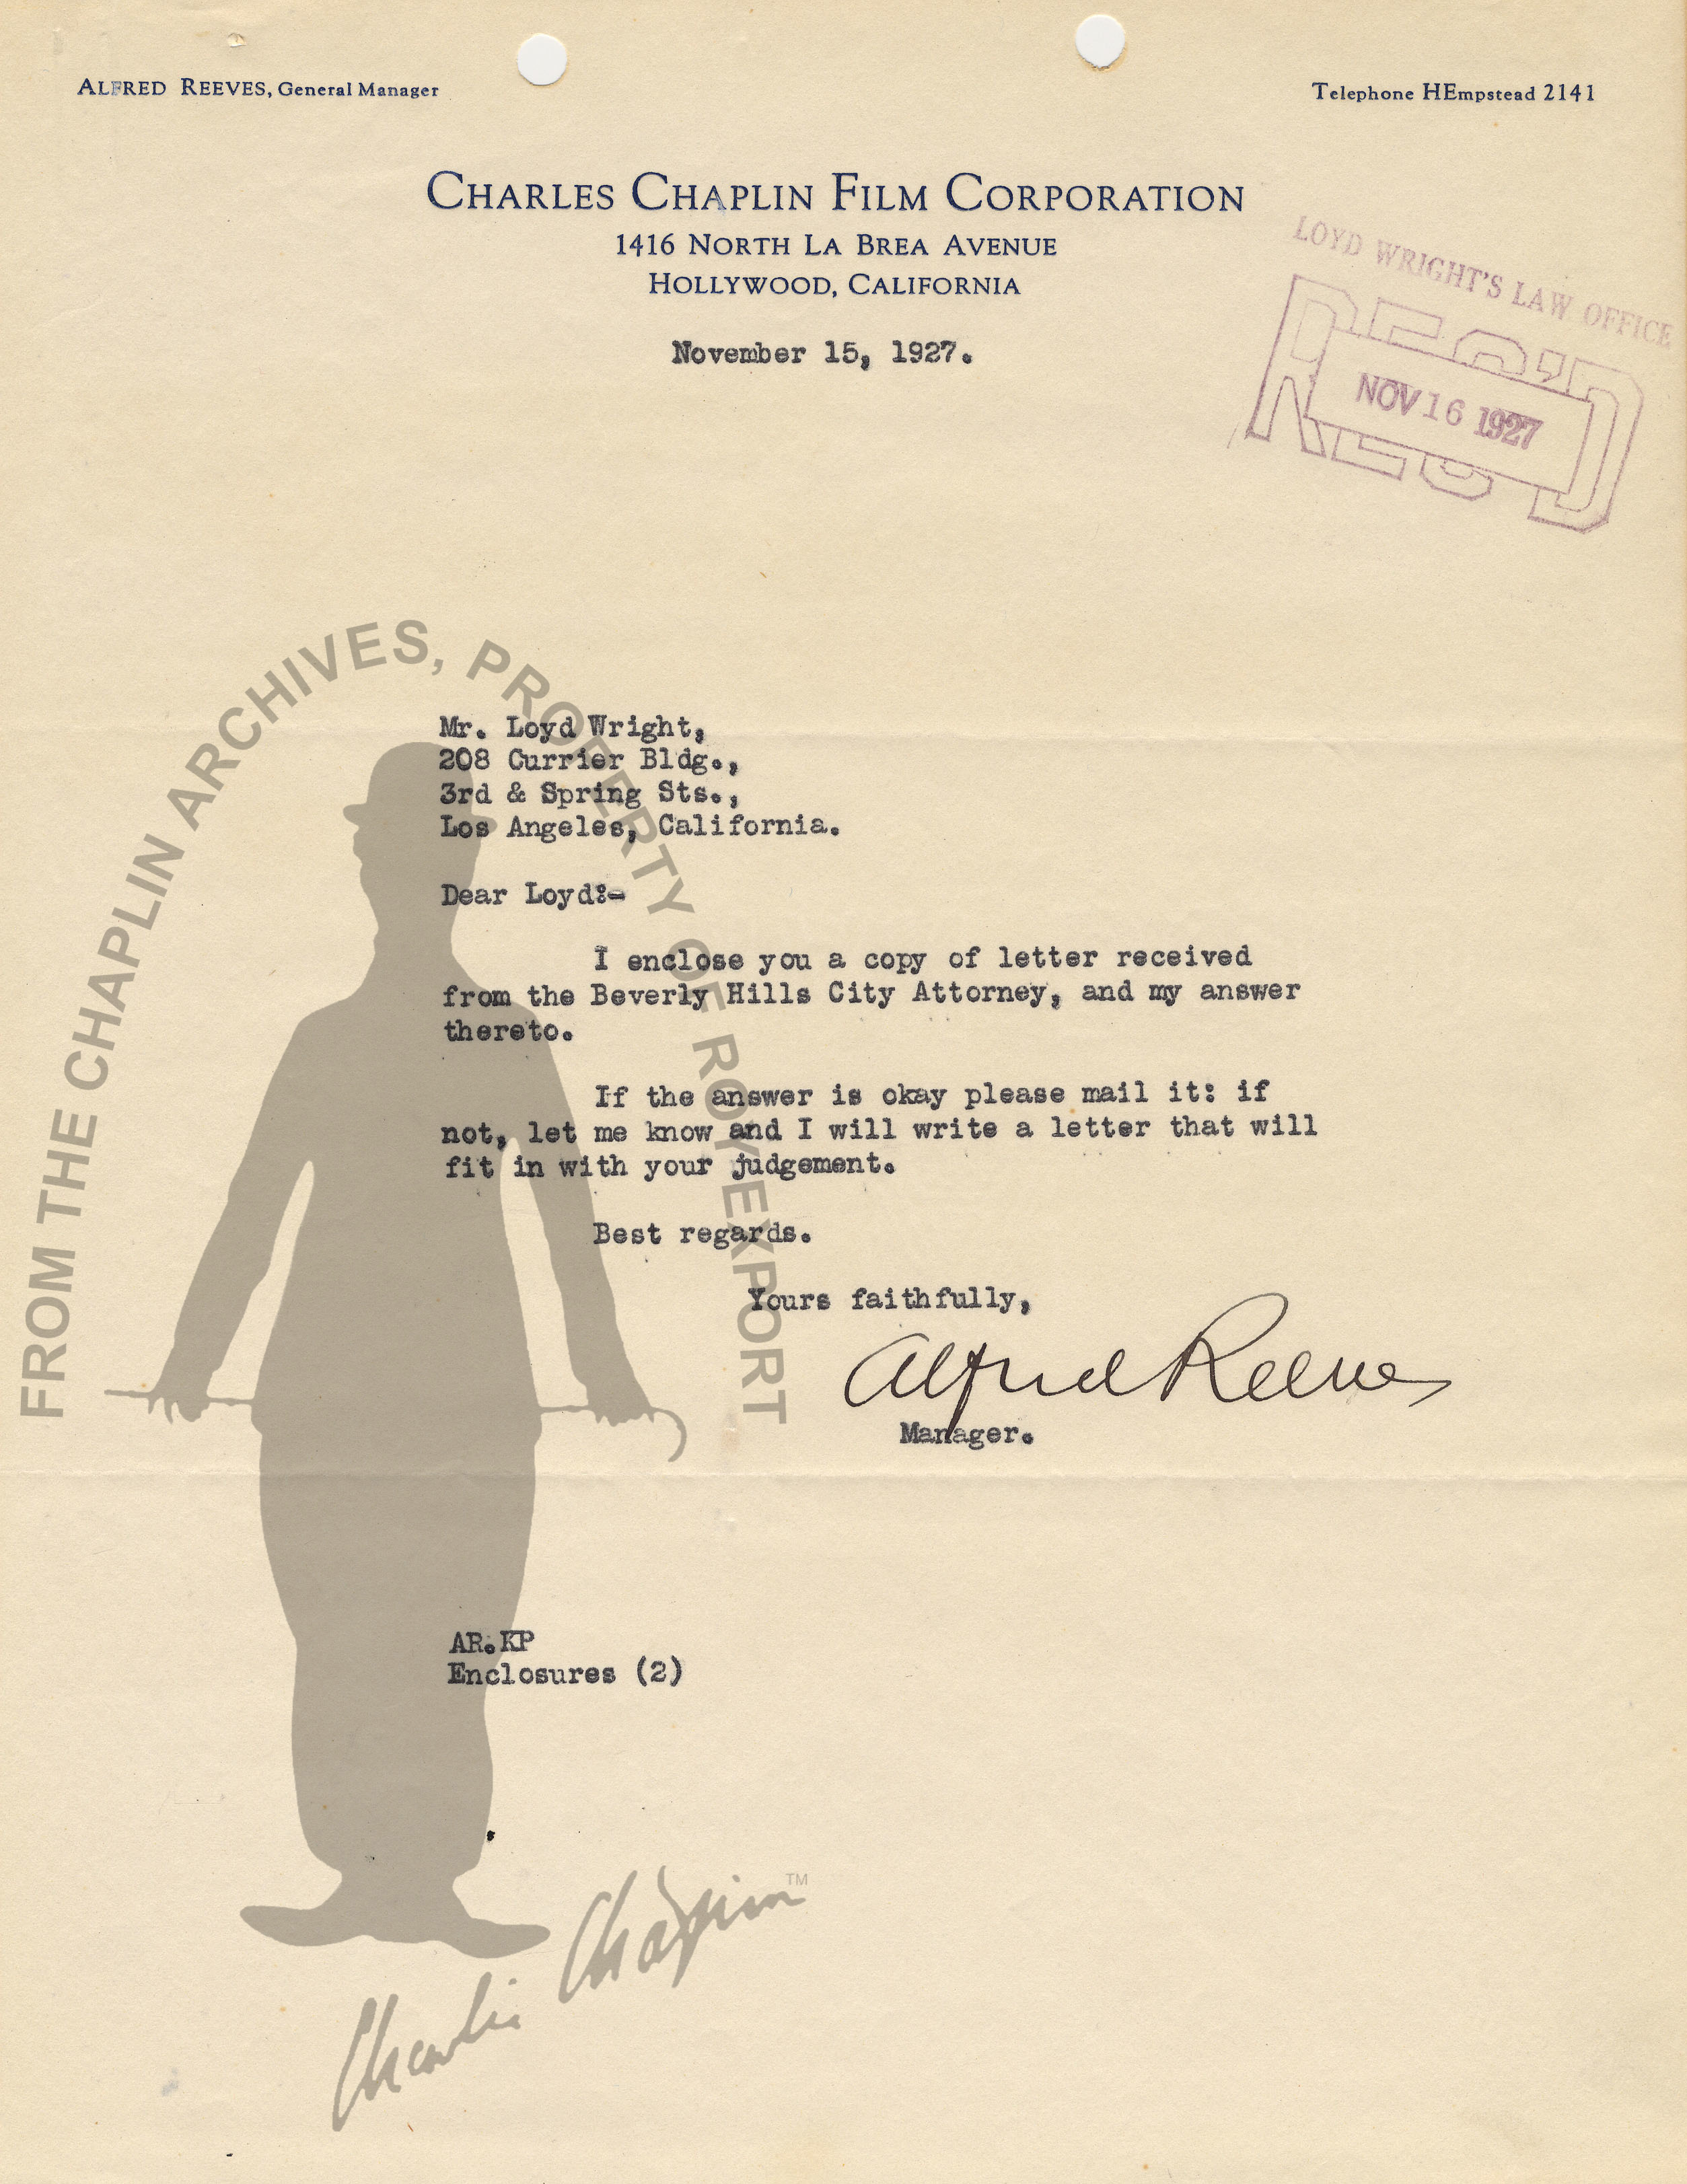 ALFRED REEVES, General Manager
Telephone HEmpstead 2141
CHARLES CHAPLIN FILM CORPORATION
1416 NORTH LA BREA AVENUE
HOLLYWOOD, CALIFORNIA
November 15, 1927.
LOYD WRIGHT'S LAW OFFICE
REC'D
NOV 16 1927
Mr. Loyd Wright,
208 Currier Bldg.,
3rd & Spring Sts.,
Los Angeles, California.
Dear Loyd:-
I enclose you a copy of letter received
from the Beverly Hills City Attorney, and my answer
thereto.
If the answer is okay please mail it: if
not, let me know and I will write a letter that will
fit in with your judgement.
Best regards.
Yours faithfully,
Alfred Reeves
Manager.
AR.KP
Enclosures (2)
FROM THE CHAPLIN ARCHIVES, PROPERTY OF ROY EXPORT
Charlie Chaplin™